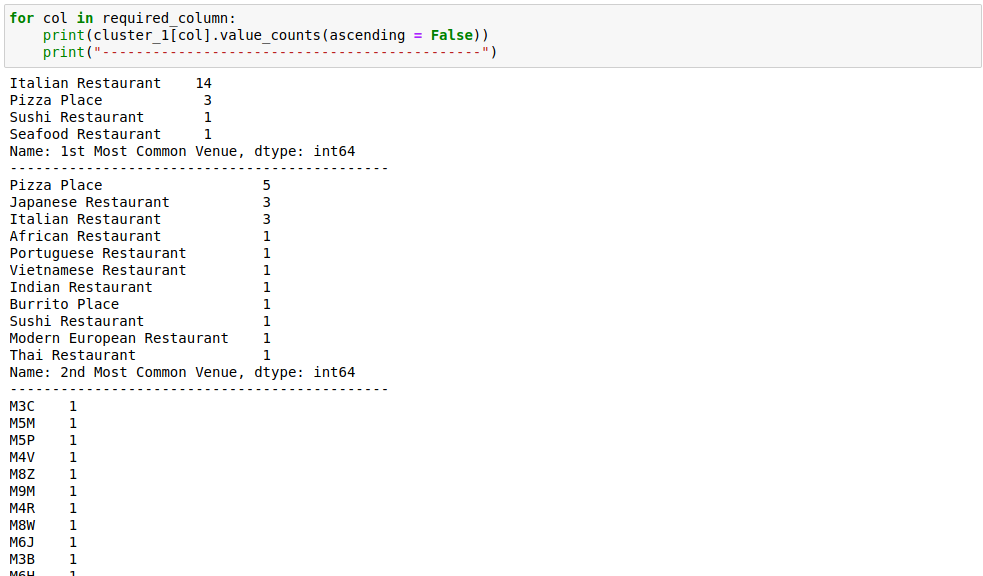 for col in required_column:
    print(cluster_1[col].value_counts(ascending = False))
    print("---------------------------------------------")
Italian Restaurant    14
Pizza Place            3
Sushi Restaurant       1
Seafood Restaurant     1
Name: 1st Most Common Venue, dtype: int64
---------------------------------------------
Pizza Place                   5
Japanese Restaurant           3
Italian Restaurant            3
African Restaurant            1
Portuguese Restaurant         1
Vietnamese Restaurant         1
Indian Restaurant             1
Burrito Place                 1
Sushi Restaurant              1
Modern European Restaurant    1
Thai Restaurant               1
Name: 2nd Most Common Venue, dtype: int64
---------------------------------------------
M3C    1
M5M    1
M5P    1
M4V    1
M8Z    1
M9M    1
M4R    1
M8W    1
M6J    1
M3B    1
M6H    1